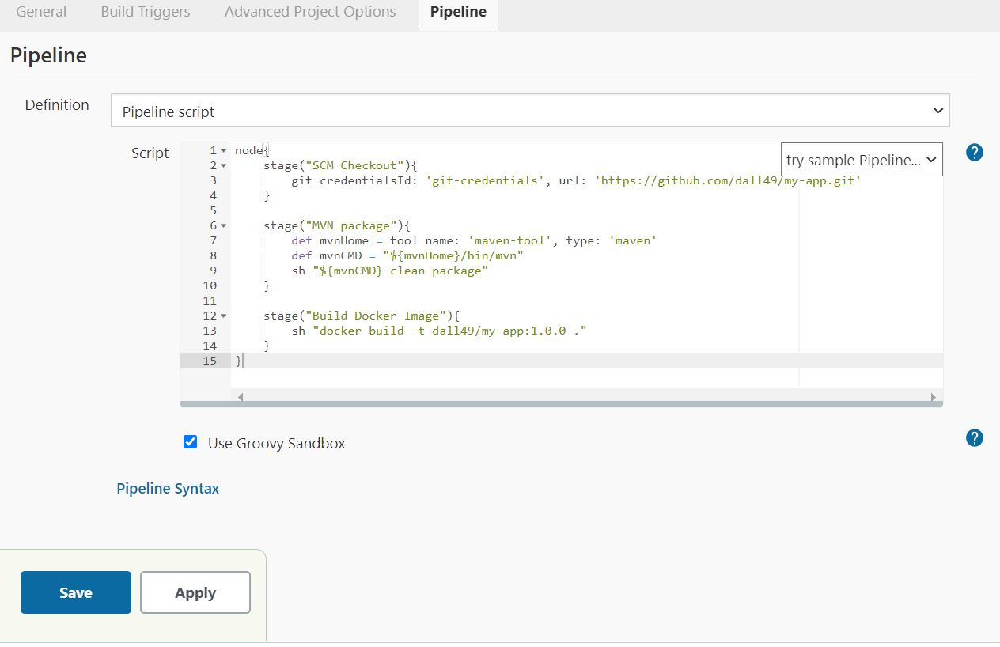 General Build Triggers Advanced Project Options Pipeline
Pipeline
Definition Pipeline script
Script try sample Pipeline...
1 node{
2     stage("SCM Checkout"){
3         git credentialsId: 'git-credentials', url: 'https://github.com/dall49/my-app.git'
4     }
5
6     stage("MVN package"){
7         def mvnHome = tool name: 'maven-tool', type: 'maven'
8         def mvnCMD = "${mvnHome}/bin/mvn"
9         sh "${mvnCMD} clean package"
10     }
11
12     stage("Build Docker Image"){
13         sh "docker build -t dall49/my-app:1.0.0 ."
14     }
15 }
?
Use Groovy Sandbox ?
Pipeline Syntax
Save Apply